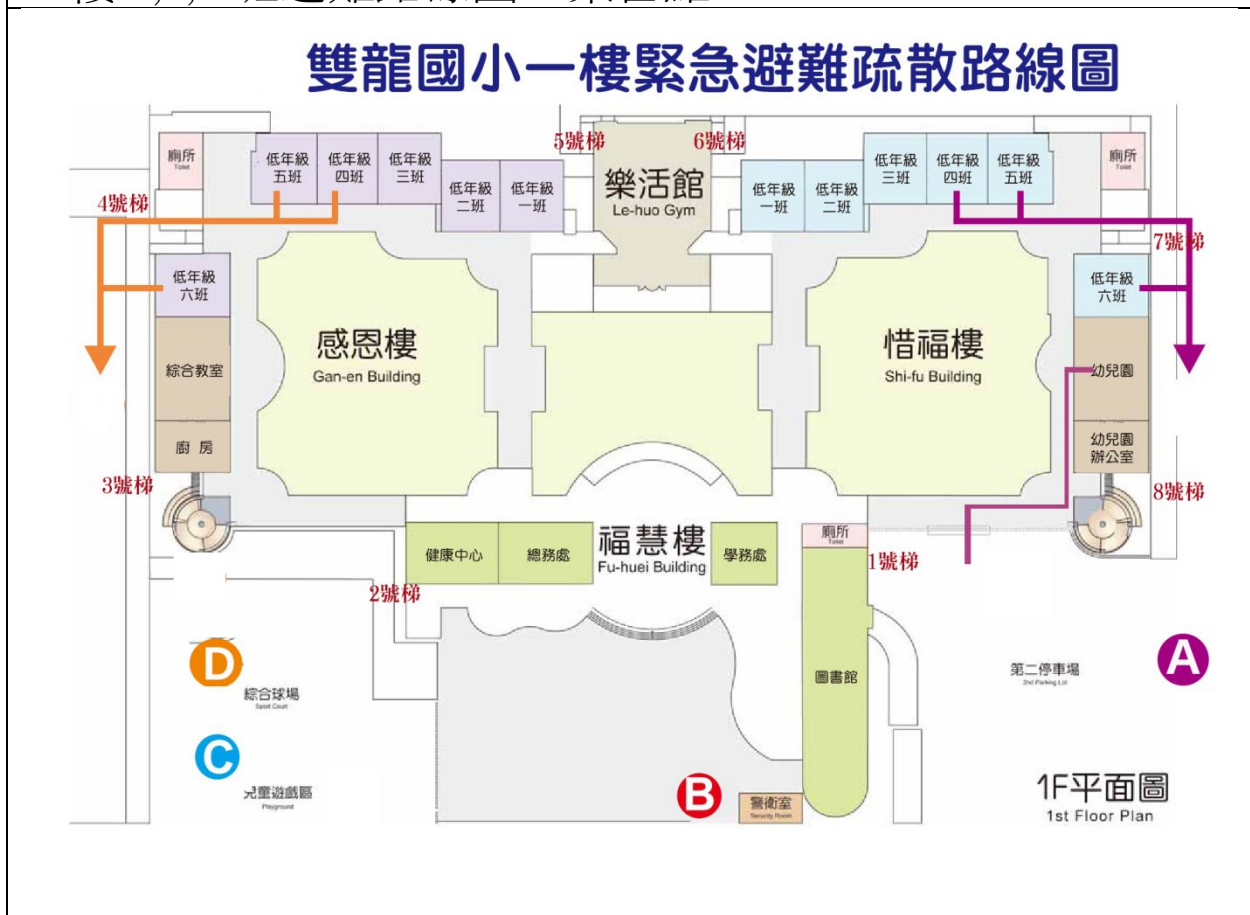 雙龍國小一樓緊急避難疏散路線圖
5號梯
6號梯
廁所
Toilet
低年級
五班
低年級
四班
低年級
三班
低年級
二班
低年級
一班
樂活館
Le-huo Gym
低年級
一班
低年級
二班
低年級
三班
低年級
四班
低年級
五班
廁所
Toilet
4號梯
7號梯
低年級
六班
低年級
六班
感恩樓
Gan-en Building
惜福樓
Shi-fu Building
綜合教室
幼兒園
廚房
幼兒園
辦公室
3號梯
8號梯
健康中心
總務處
福慧樓
Fu-huei Building
學務處
廁所
Toilet
1號梯
2號梯
D
綜合球場
Sport Court
圖書館
第二停車場
2nd Parking Lot
A
C
兒童遊戲區
Playground
B
警衛室
Security Room
1F平面圖
1st Floor Plan